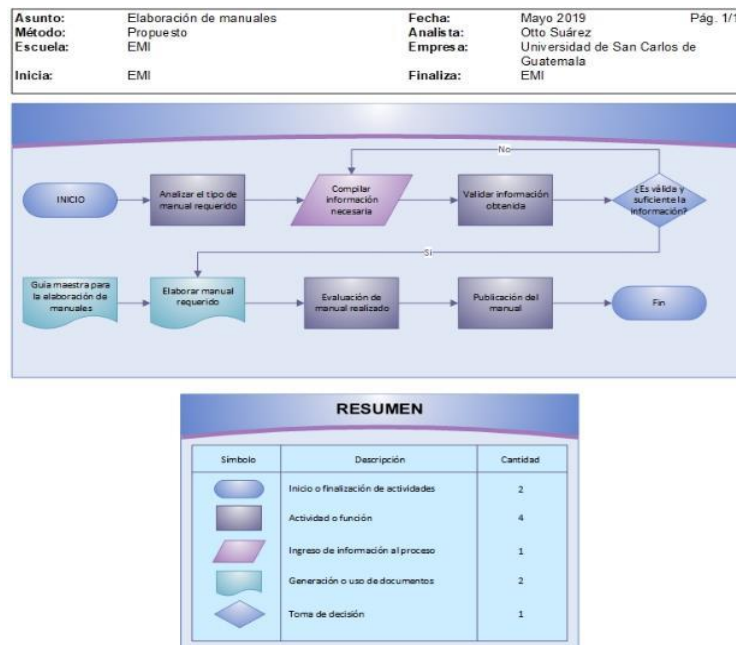 Asunto: Elaboración de manuales Fecha: Mayo 2019 Pág. 1/1
Método: Propuesto Analista: Otto Suárez
Escuela: EMI Empresa: Universidad de San Carlos de
Guatemala
Inicia: EMI Finaliza: EMI
No
INICIO
Analizar el tipo de
manual requerido
Compilar
información
necesaria
Validar información
obtenida
¿Es válida y
suficiente la
información?
Si
Guía maestra para
la elaboración de
manuales
Elaborar manual
requerido
Evaluación de
manual realizado
Publicación del
manual
Fin
RESUMEN
Símbolo Descripción Cantidad
Inicio o finalización de actividades 2
Actividad o función 4
Ingreso de información al proceso 1
Generación o uso de documentos 2
Toma de decisión 1